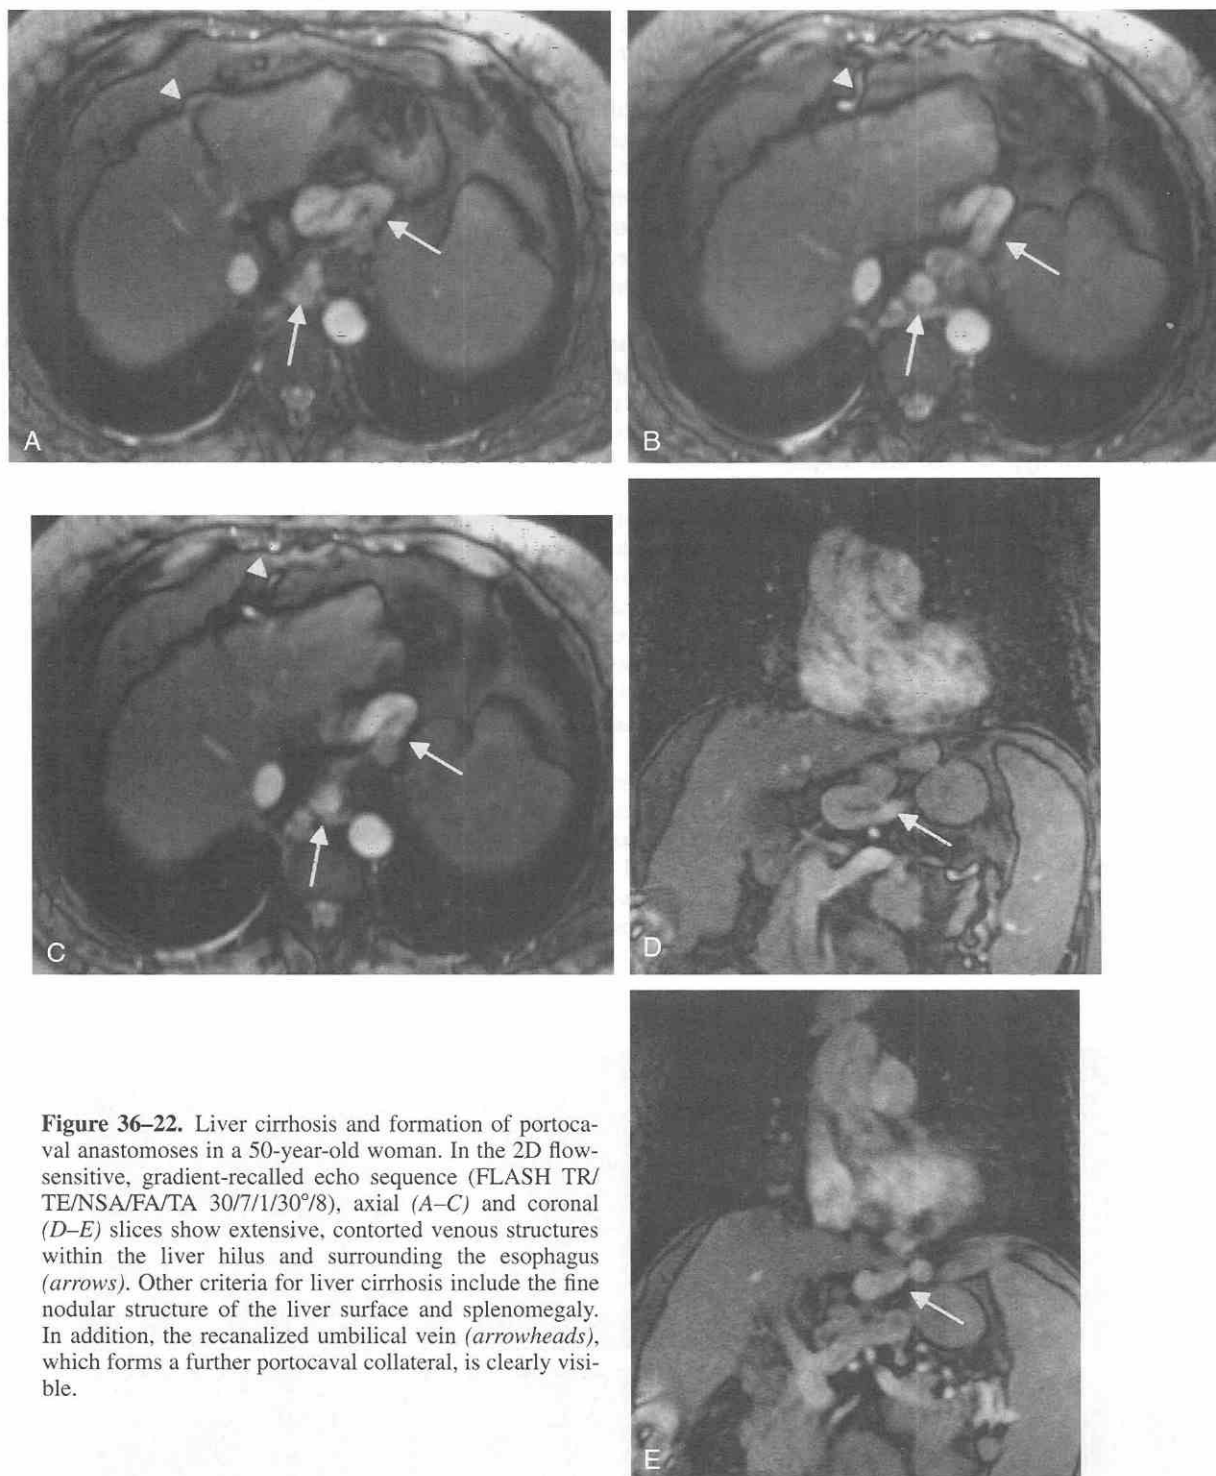 A
B
C
D
E
Figure 36–22. Liver cirrhosis and formation of portoca-
val anastomoses in a 50-year-old woman. In the 2D flow-
sensitive, gradient-recalled echo sequence (FLASH TR/
TE/NSA/FA/TA 30/7/1/30°/8), axial (A–C) and coronal
(D–E) slices show extensive, contorted venous structures
within the liver hilus and surrounding the esophagus
(arrows). Other criteria for liver cirrhosis include the fine
nodular structure of the liver surface and splenomegaly.
In addition, the recanalized umbilical vein (arrowheads),
which forms a further portocaval collateral, is clearly visi-
ble.